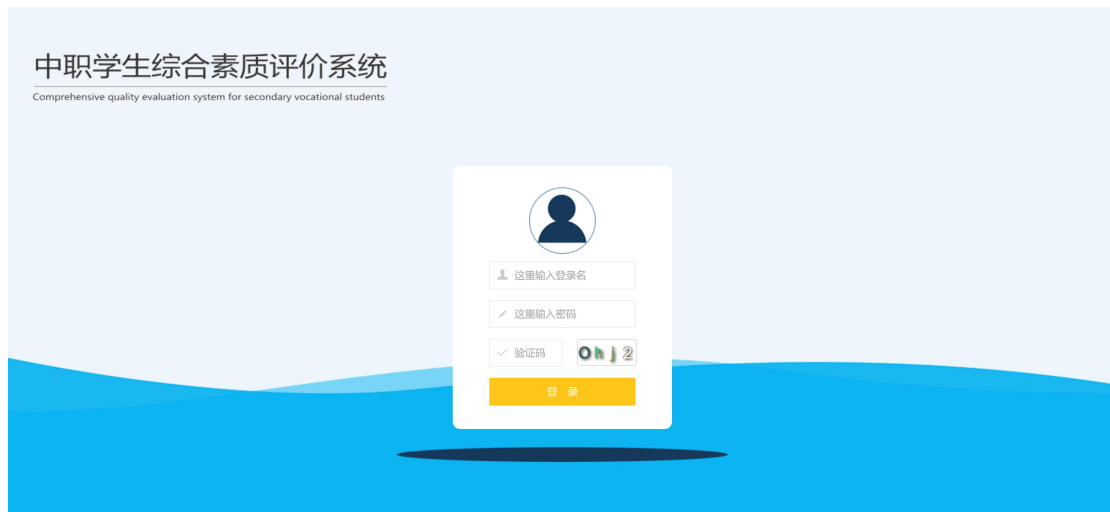 中职学生综合素质评价系统
Comprehensive quality evaluation system for secondary vocational students
这里输入登录名
这里输入密码
验证码 Ohj2
登 录